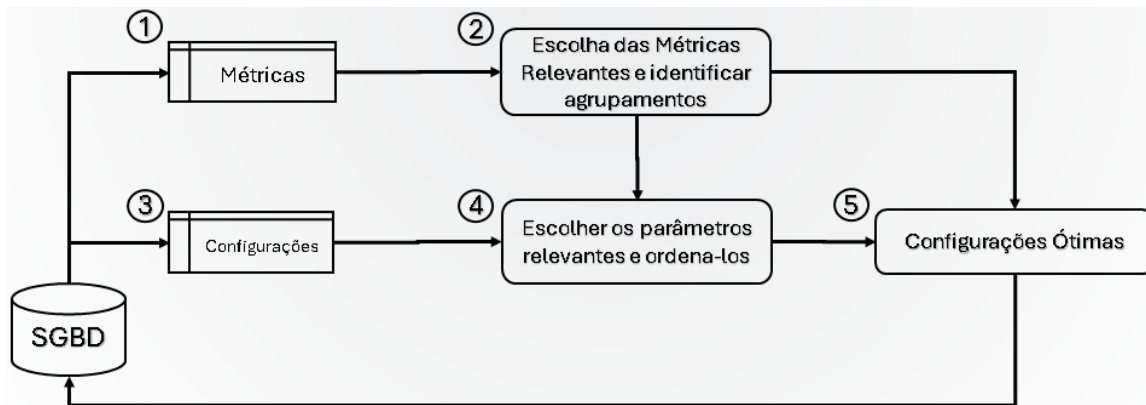 ①
Métricas
②
Escolha das Métricas
Relevantes e identificar
agrupamentos
③
Configurações
④
Escolher os parâmetros
relevantes e ordena-los
⑤
Configurações Ótimas
SGBD